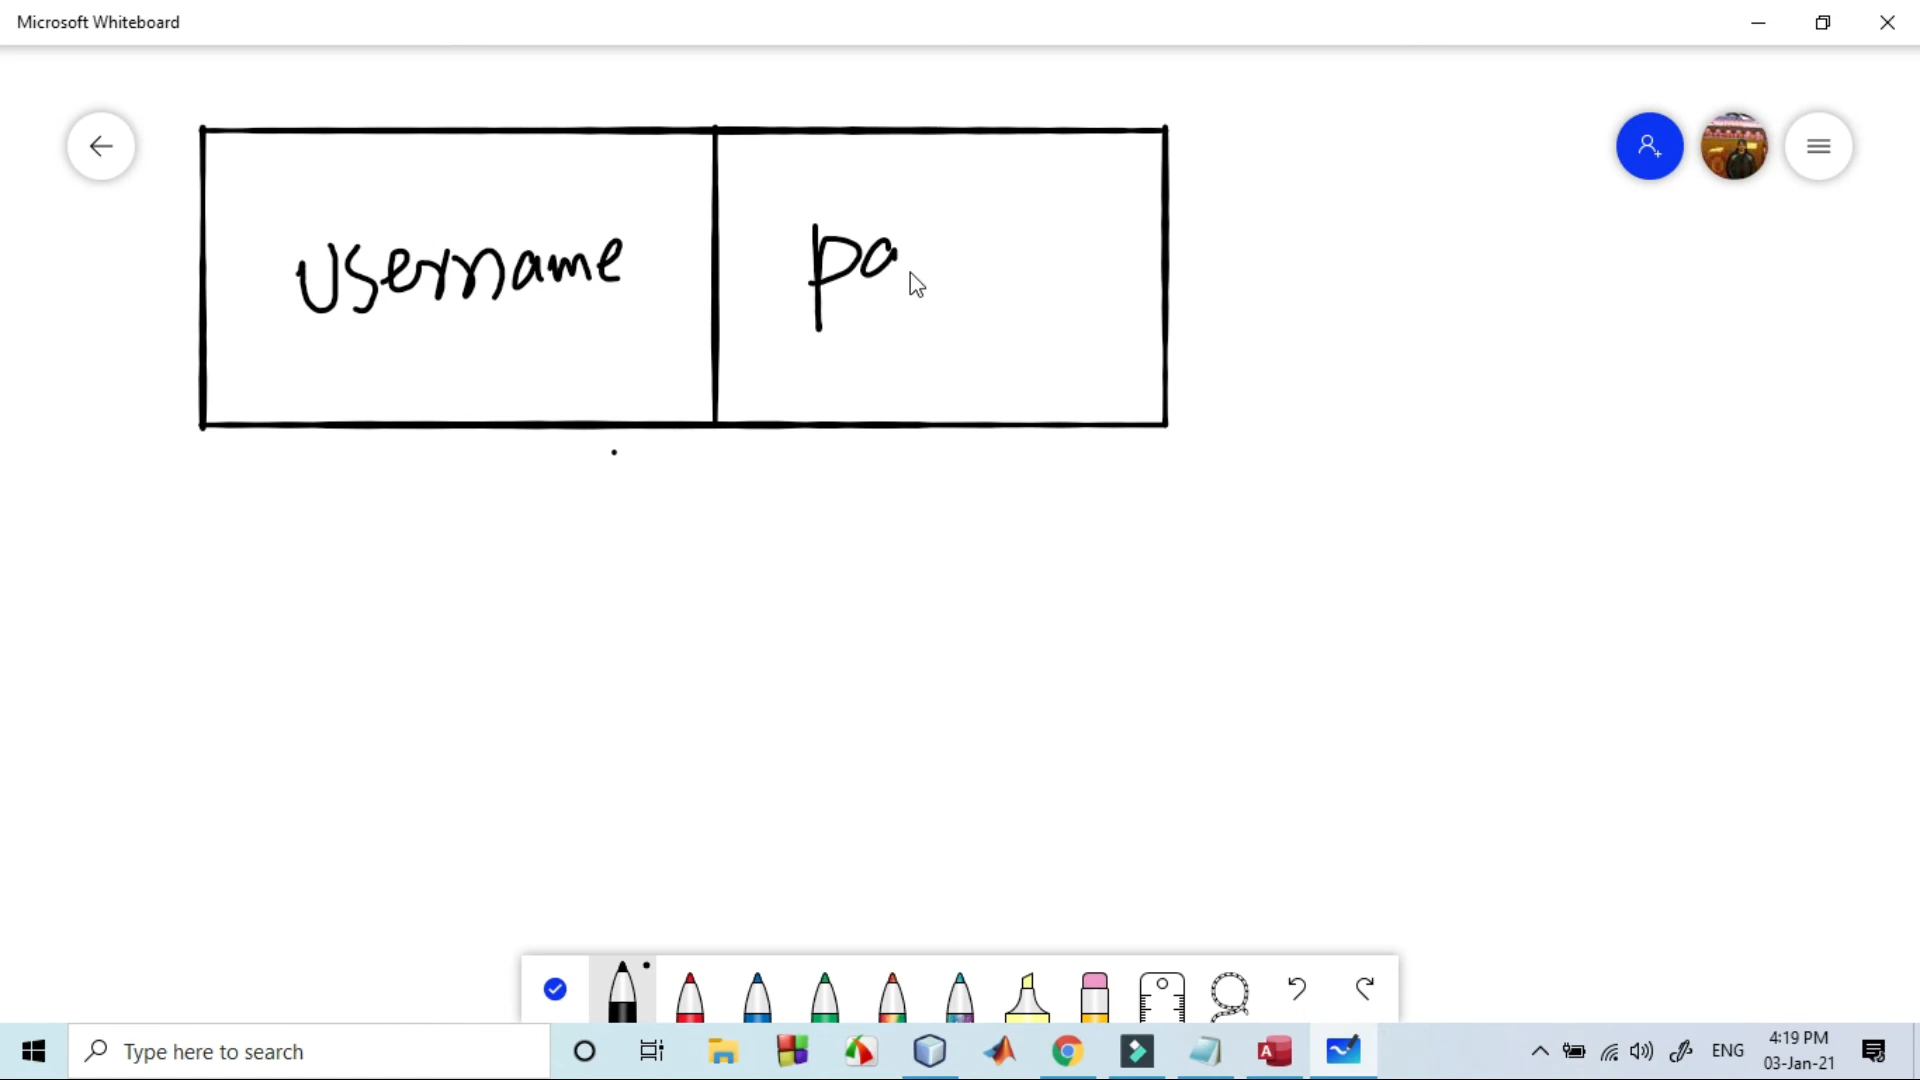 Microsoft Whiteboard
username pa
Type here to search
ENG
4:19 PM
03-Jan-21